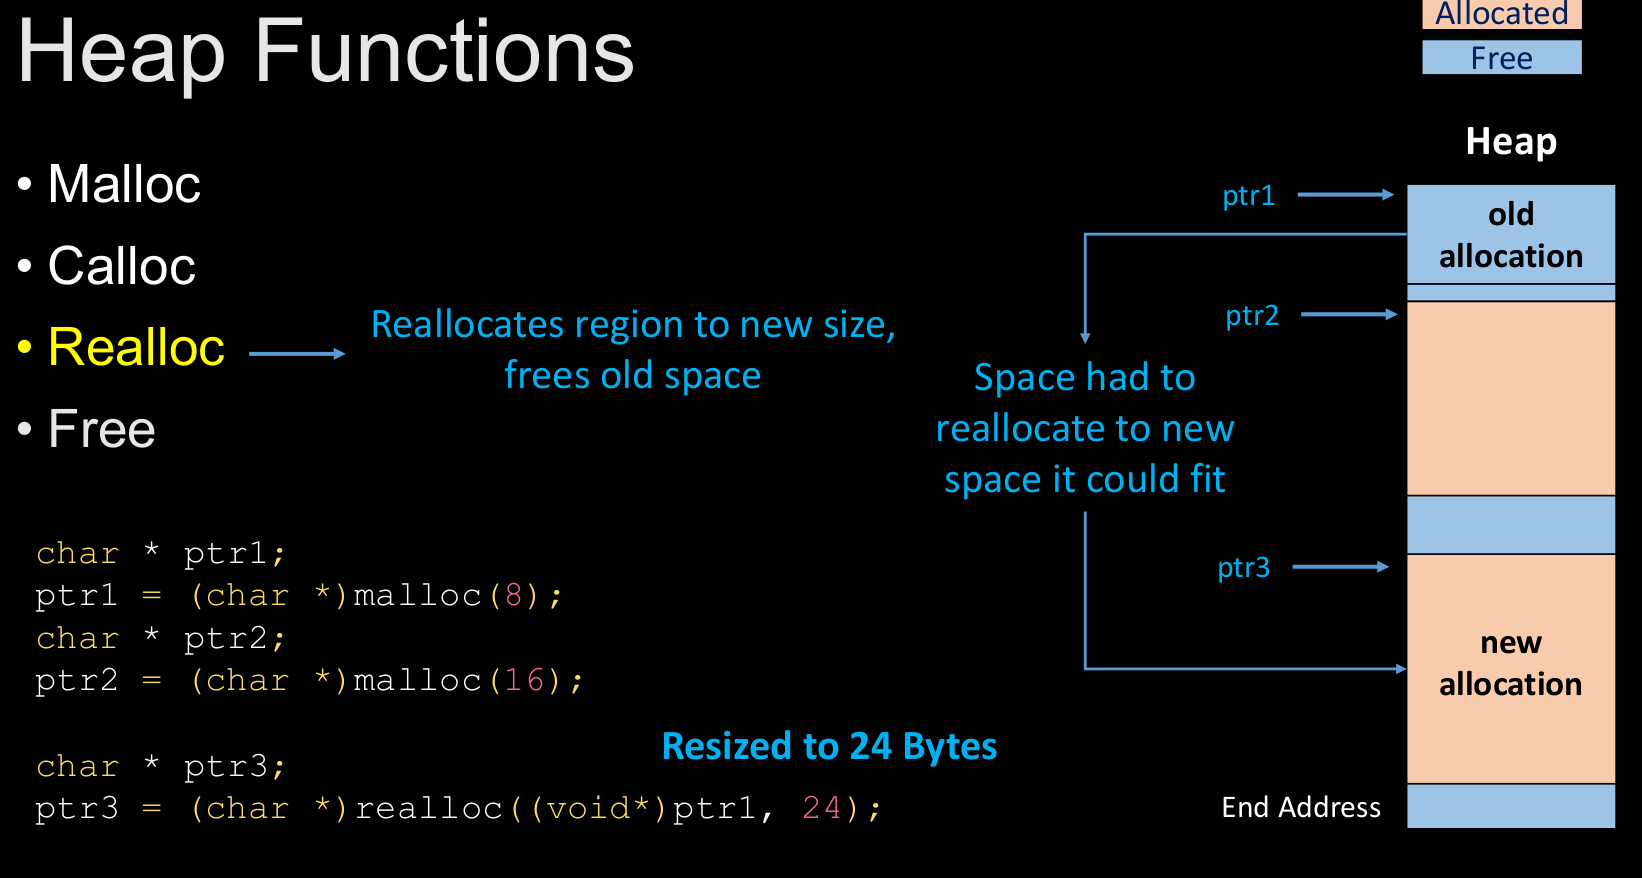 Heap Functions
Allocated
Free
• Malloc
• Calloc
• Realloc
• Free
Reallocates region to new size,
frees old space
char * ptr1;
ptr1 = (char *)malloc(8);
char * ptr2;
ptr2 = (char *)malloc(16);
char * ptr3;
ptr3 = (char *)realloc((void*)ptr1, 24);
Resized to 24 Bytes
Space had to
reallocate to new
space it could fit
Heap
ptr1
old
allocation
ptr2
ptr3
new
allocation
End Address